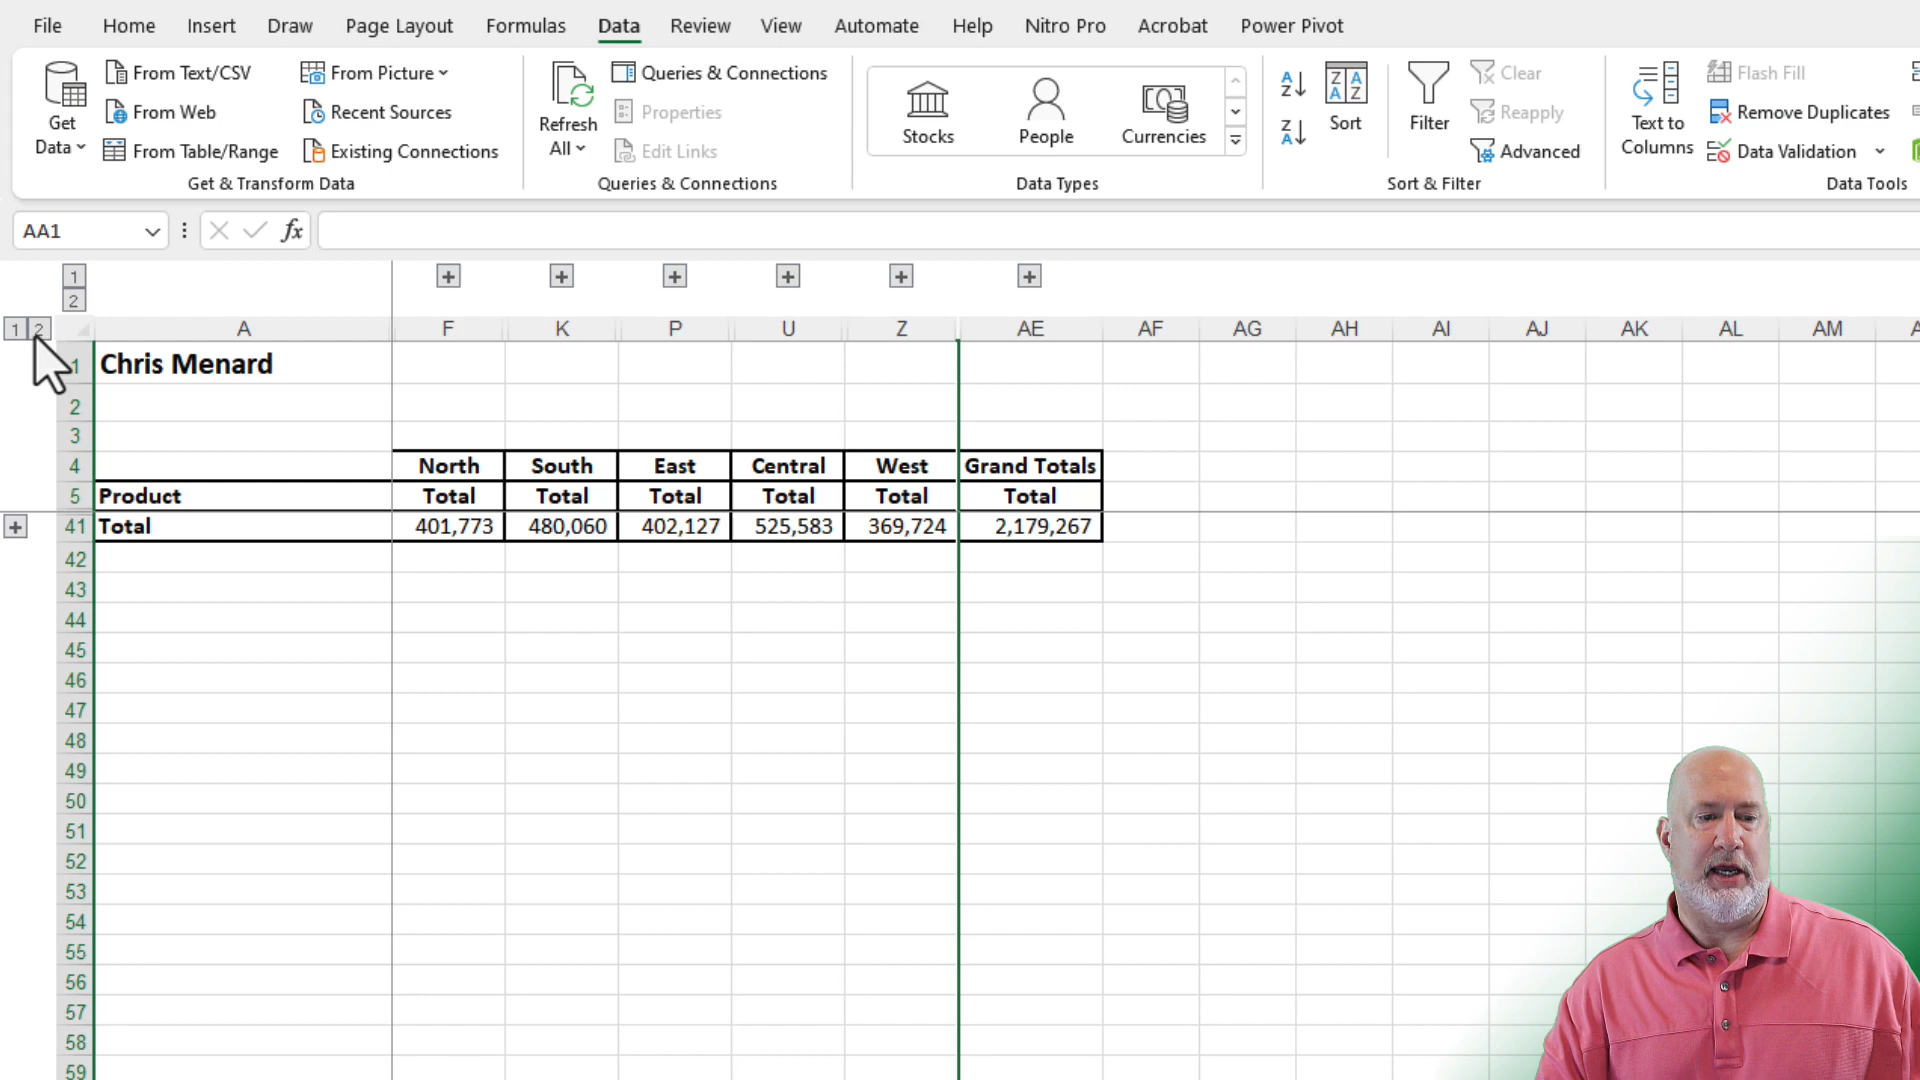 File Home Insert Draw Page Layout Formulas Data Review View Automate Help Nitro Pro Acrobat Power Pivot
Get Data
From Text/CSV
From Web
From Table/Range
From Picture
Recent Sources
Existing Connections
Get & Transform Data
Refresh All
Queries & Connections
Properties
Edit Links
Queries & Connections
Stocks
People
Currencies
Data Types
A Z
Z A
Z A A Z
Sort
Filter
Clear
Reapply
Advanced
Sort & Filter
Text to Columns
Flash Fill
Remove Duplicates
Data Validation
Data Tools
AA1
fx
1
2
1 2
A F K P U Z AE AF AG AH AI AJ AK AL AM
1 Chris Menard
2
3
4 North South East Central West Grand Totals
5 Product Total Total Total Total Total Total
41 Total 401,773 480,060 402,127 525,583 369,724 2,179,267
42
43
44
45
46
47
48
49
50
51
52
53
54
55
56
57
58
59